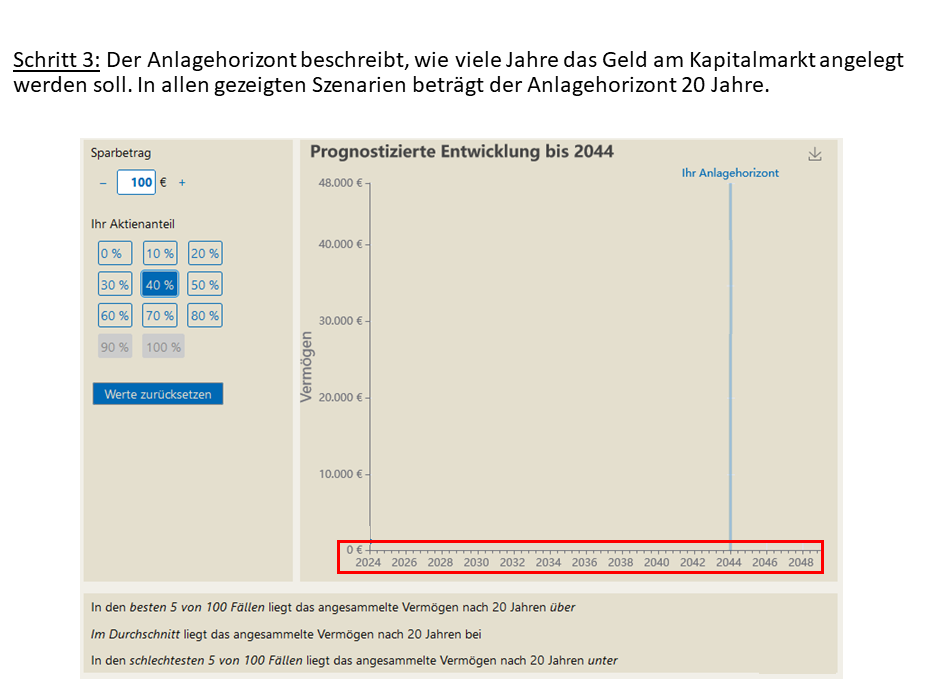 Schritt 3: Der Anlagehorizont beschreibt, wie viele Jahre das Geld am Kapitalmarkt angelegt
werden soll. In allen gezeigten Szenarien beträgt der Anlagehorizont 20 Jahre.
Sparbetrag
– 100 € +
Ihr Aktienanteil
0 % 10 % 20 %
30 % 40 % 50 %
60 % 70 % 80 %
90 % 100 %
Werte zurücksetzen
Prognostizierte Entwicklung bis 2044
Ihr Anlagehorizont
Vermögen
48.000 €
40.000 €
30.000 €
20.000 €
10.000 €
0 €
2024 2026 2028 2030 2032 2034 2036 2038 2040 2042 2044 2046 2048
In den besten 5 von 100 Fällen liegt das angesammelte Vermögen nach 20 Jahren über
Im Durchschnitt liegt das angesammelte Vermögen nach 20 Jahren bei
In den schlechtesten 5 von 100 Fällen liegt das angesammelte Vermögen nach 20 Jahren unter